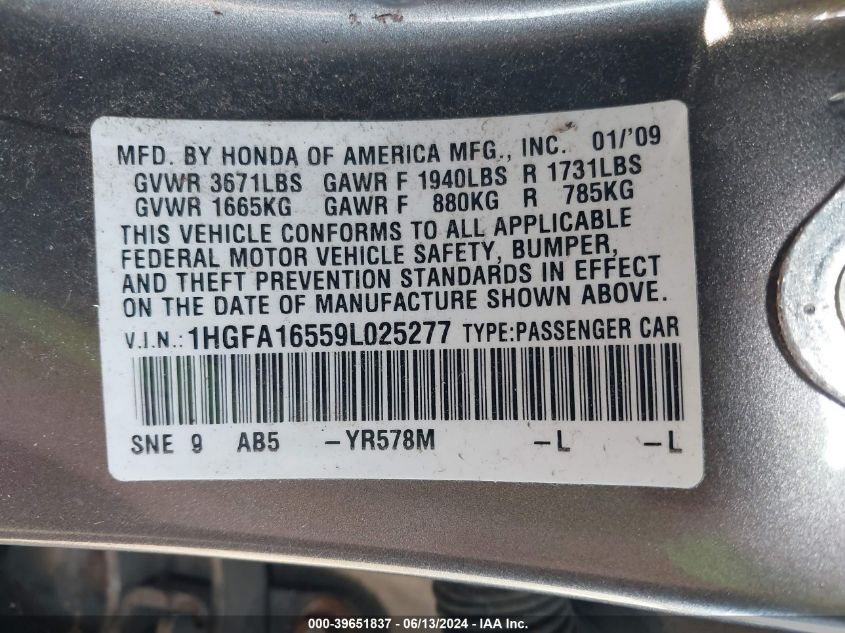 MFD. BY HONDA OF AMERICA MFG., INC. 01/'09
GVWR 3671LBS GAWR F 1940LBS R 1731LBS
GVWR 1665KG GAWR F 880KG R 785KG
THIS VEHICLE CONFORMS TO ALL APPLICABLE
FEDERAL MOTOR VEHICLE SAFETY, BUMPER,
AND THEFT PREVENTION STANDARDS IN EFFECT
ON THE DATE OF MANUFACTURE SHOWN ABOVE.
V.I.N.: 1HGFA16559L025277 TYPE:PASSENGER CAR
SNE 9 AB5 -YR578M -L -L
000-39651837 - 06/13/2024 - IAAI Inc.